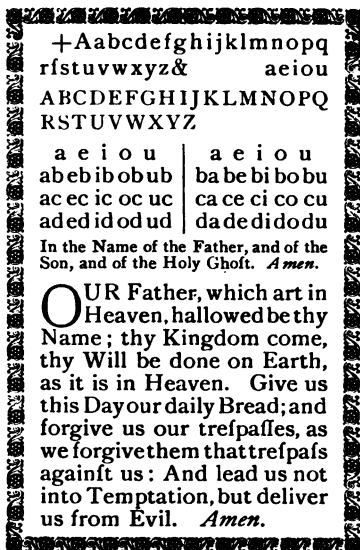 +Aabcdefghijklmnopq
rſstuvwxyz& aeiou
ABCDEFGHIJKLMNOPQ
RSTUVWXYZ
a e i o u a e i o u
ab eb ib ob ub ba be bi bo bu
ac ec ic oc uc ca ce ci co cu
ad ed id od ud da de di do du
In the Name of the Father, and of the
Son, and of the Holy Ghoſt. Amen.
OUR Father, which art in
Heaven, hallowed be thy
Name; thy Kingdom come,
thy Will be done on Earth,
as it is in Heaven. Give us
this Day our daily Bread; and
forgive us our treſpaſſes, as
we forgive them that treſpaſs
againſt us: And lead us not
into Temptation, but deliver
us from Evil. Amen.